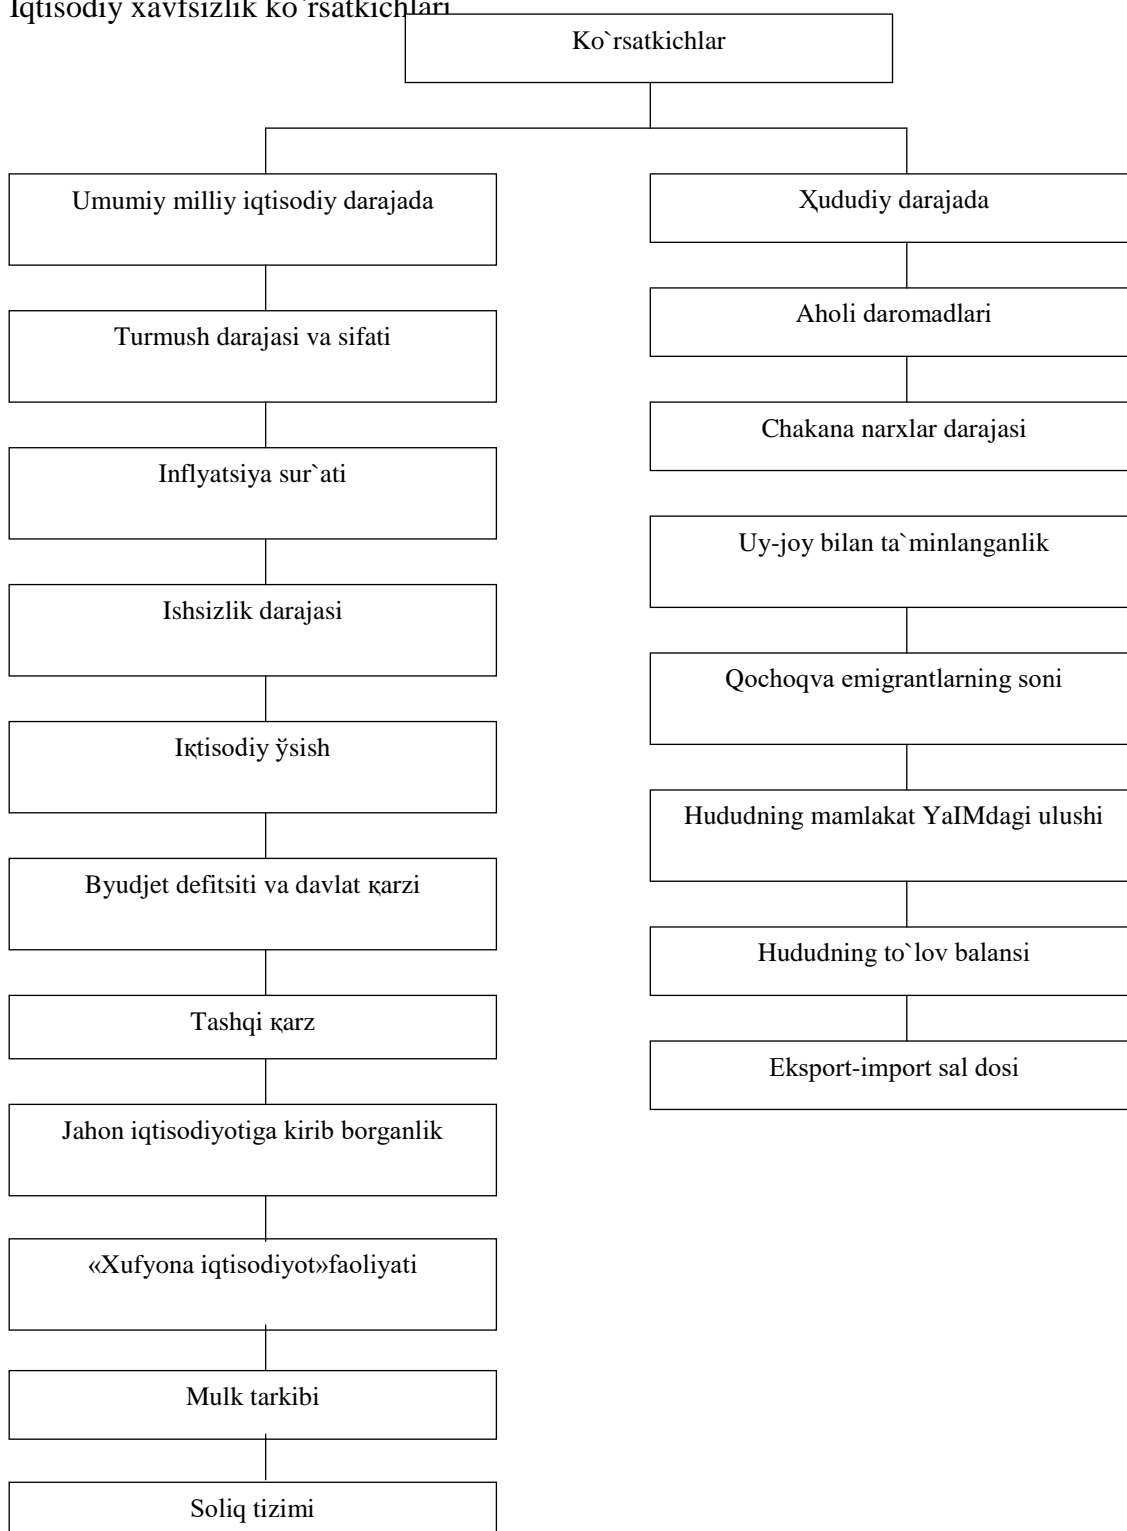 Iqtisodiy xavfsizlik ko`rsatkichlari
Ko`rsatkichlar
Umumiy milliy iqtisodiy darajada
Turmush darajasi va sifati
Inflyatsiya sur`ati
Ishsizlik darajasi
Iқtisodiy ўsish
Byudjet defitsiti va davlat қarzi
Tashqi қarz
Jahon iqtisodiyotiga kirib borganlik
«Xufyona iqtisodiyot»faoliyati
Mulk tarkibi
Soliq tizimi
Ҳududiy darajada
Aholi daromadlari
Chakana narxlar darajasi
Uy-joy bilan ta`minlanganlik
Qochoqva emigrantlarning soni
Hududning mamlakat YaIMdagi ulushi
Hududning to`lov balansi
Eksport-import sal dosi